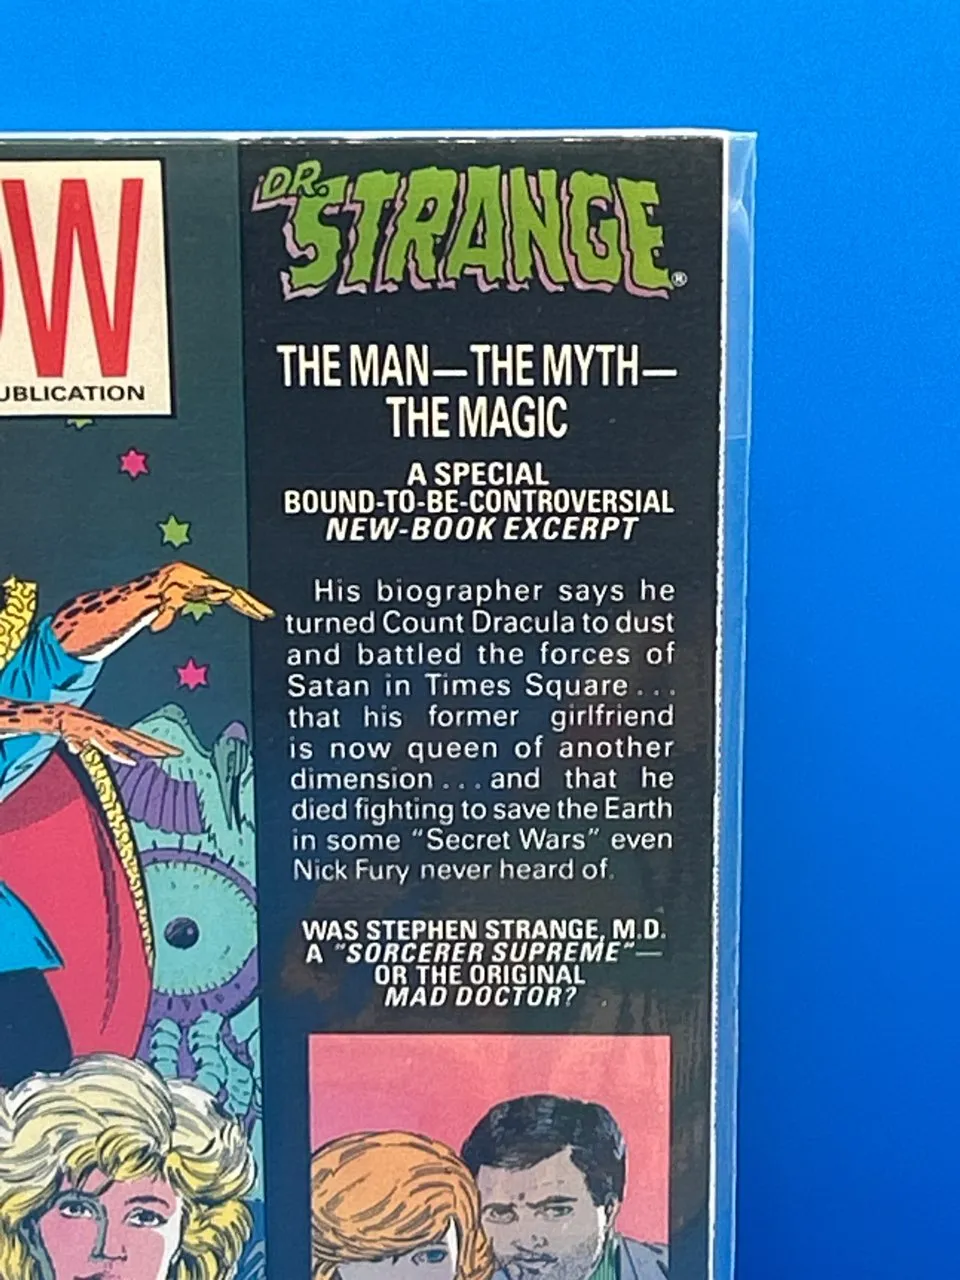 OW
UBLICATION
DR.
STRANGE®
THE MAN—THE MYTH—
THE MAGIC
A SPECIAL
BOUND-TO-BE-CONTROVERSIAL
NEW-BOOK EXCERPT
His biographer says he
turned Count Dracula to dust
and battled the forces of
Satan in Times Square...
that his former girlfriend
is now queen of another
dimension...and that he
died fighting to save the Earth
in some "Secret Wars" even
Nick Fury never heard of.
WAS STEPHEN STRANGE, M.D.
A "SORCERER SUPREME"—
OR THE ORIGINAL
MAD DOCTOR?